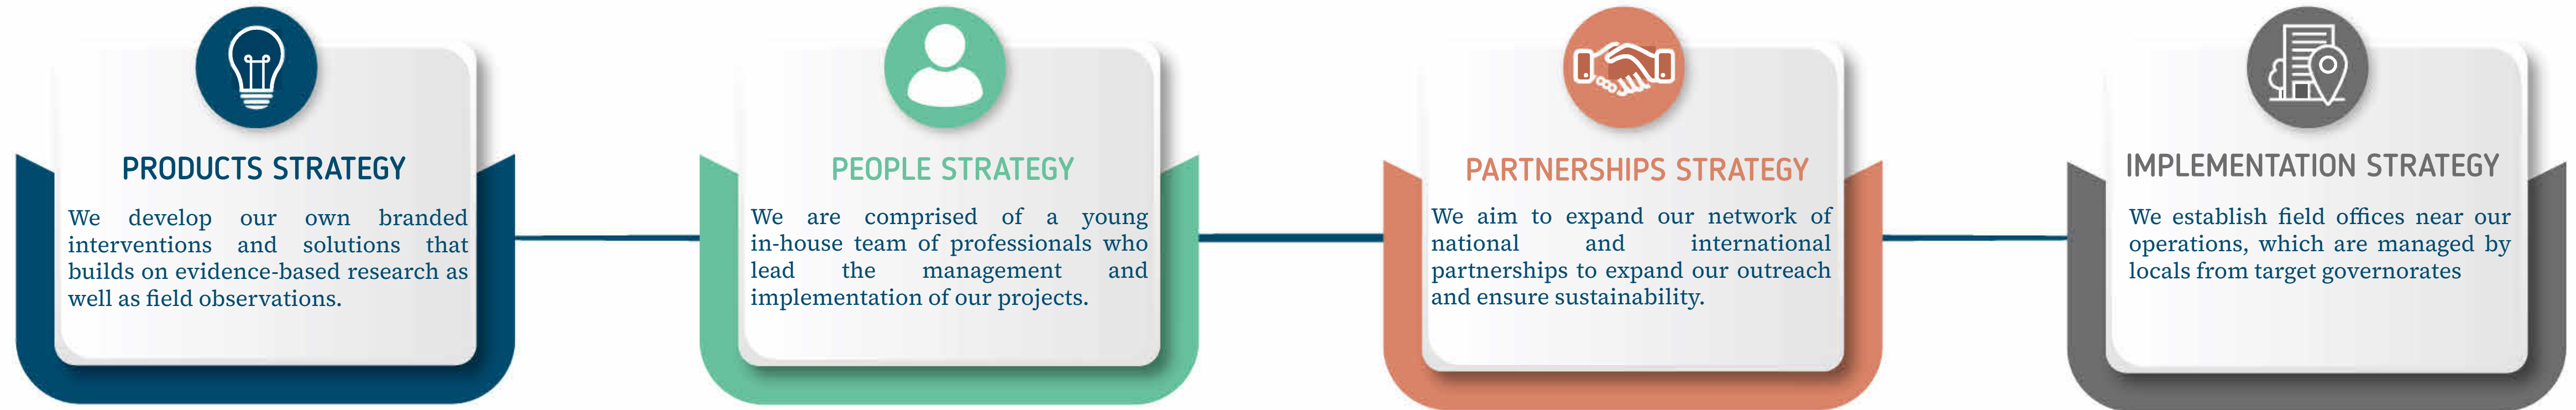 PRODUCTS STRATEGY
We develop our own branded
interventions and solutions that
builds on evidence-based research as
well as field observations.
PEOPLE STRATEGY
We are comprised of a young
in-house team of professionals who
lead the management and
implementation of our projects.
PARTNERSHIPS STRATEGY
We aim to expand our network of
national and international
partnerships to expand our outreach
and ensure sustainability.
IMPLEMENTATION STRATEGY
We establish field offices near our
operations, which are managed by
locals from target governorates